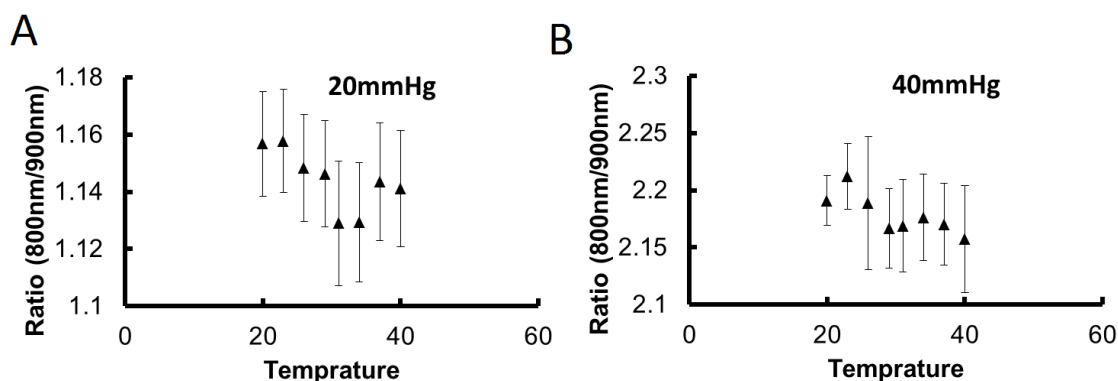 A
Ratio (800nm/900nm)
20mmHg
1.18
1.16
1.14
1.12
1.1
0
20
40
60
Temprature
B
Ratio (800nm/900nm)
40mmHg
2.3
2.25
2.2
2.15
2.1
0
20
40
60
Temprature